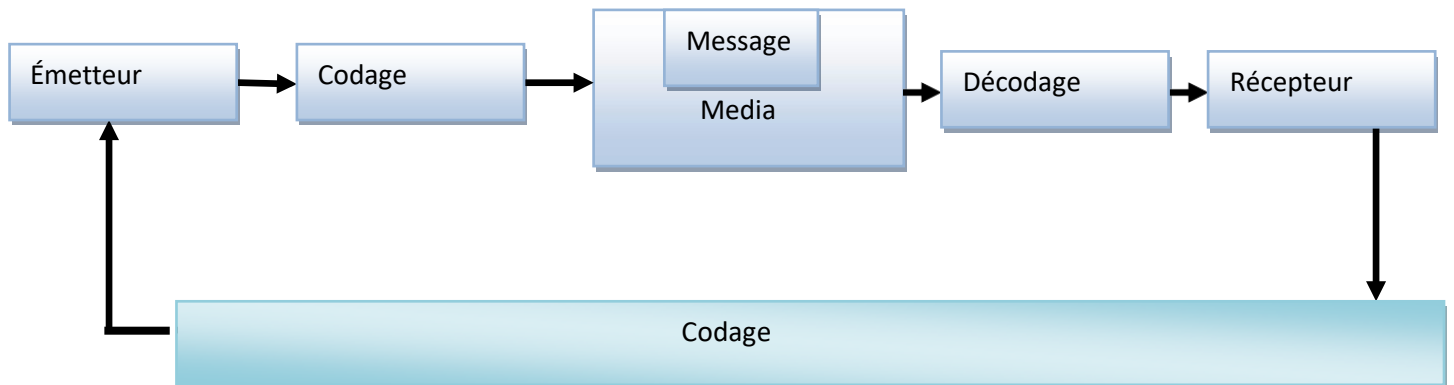 Émetteur
Codage
Message
Media
Décodage
Récepteur
Codage